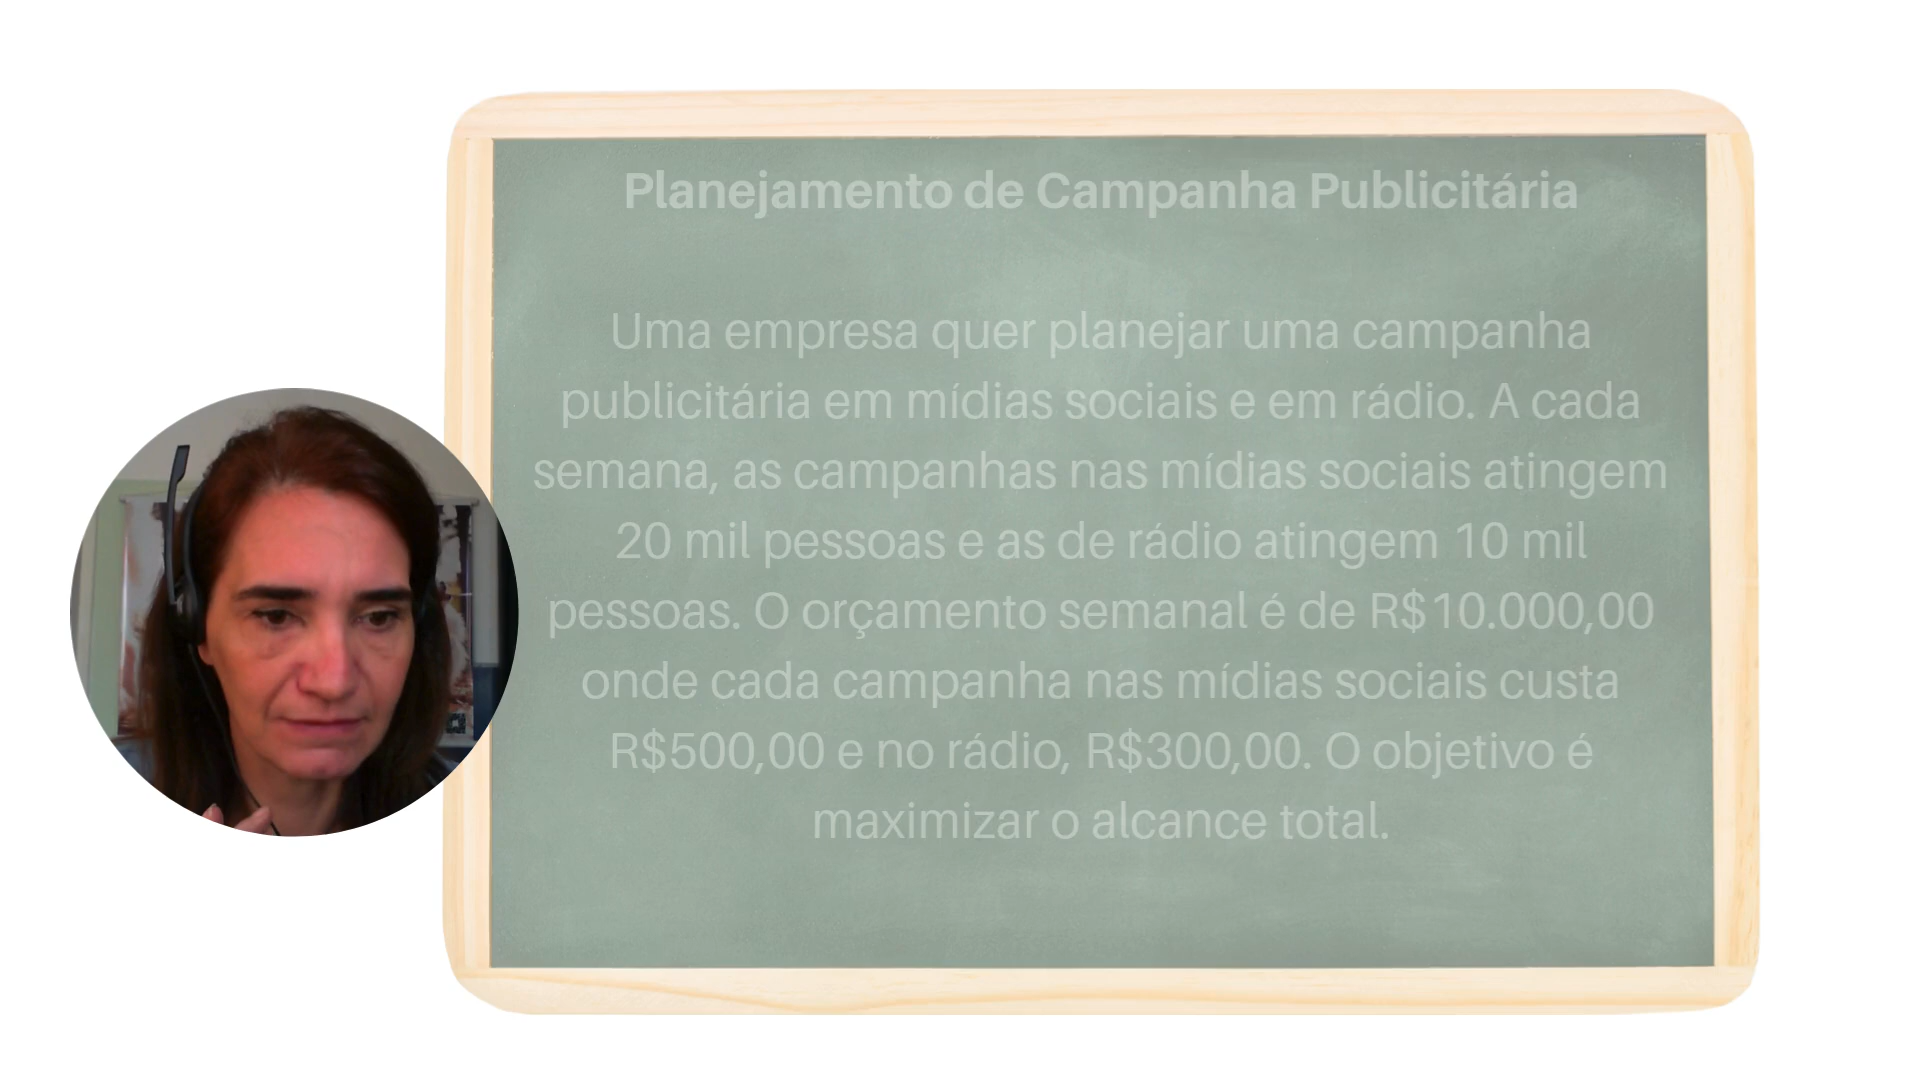 Planejamento de Campanha Publicitária
Uma empresa quer planejar uma campanha
publicitária em mídias sociais e em rádio. A cada
semana, as campanhas nas mídias sociais atingem
20 mil pessoas e as de rádio atingem 10 mil
pessoas. O orçamento semanal é de R$10.000,00
onde cada campanha nas mídias sociais custa
R$500,00 e no rádio, R$300,00. O objetivo é
maximizar o alcance total.